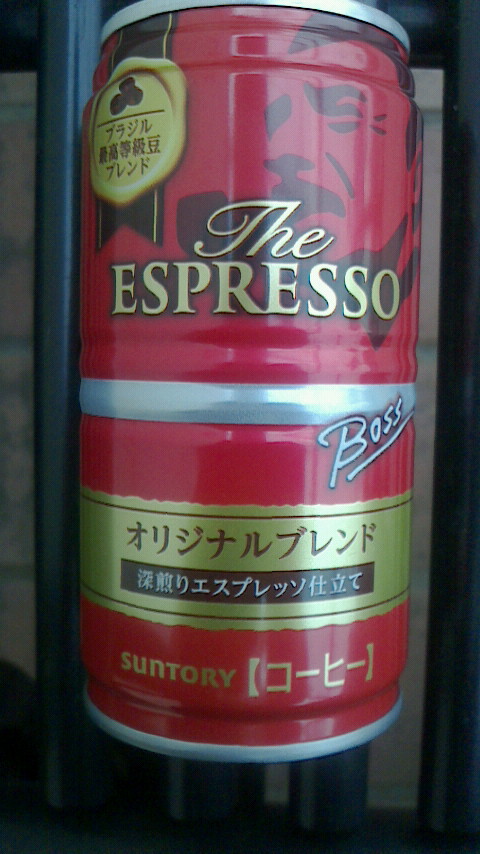 ブラジル
最高等級豆
ブレンド
The
ESPRESSO
Boss
オリジナルブレンド
深煎りエスプレッソ仕立て
SUNTORY【コーヒー】